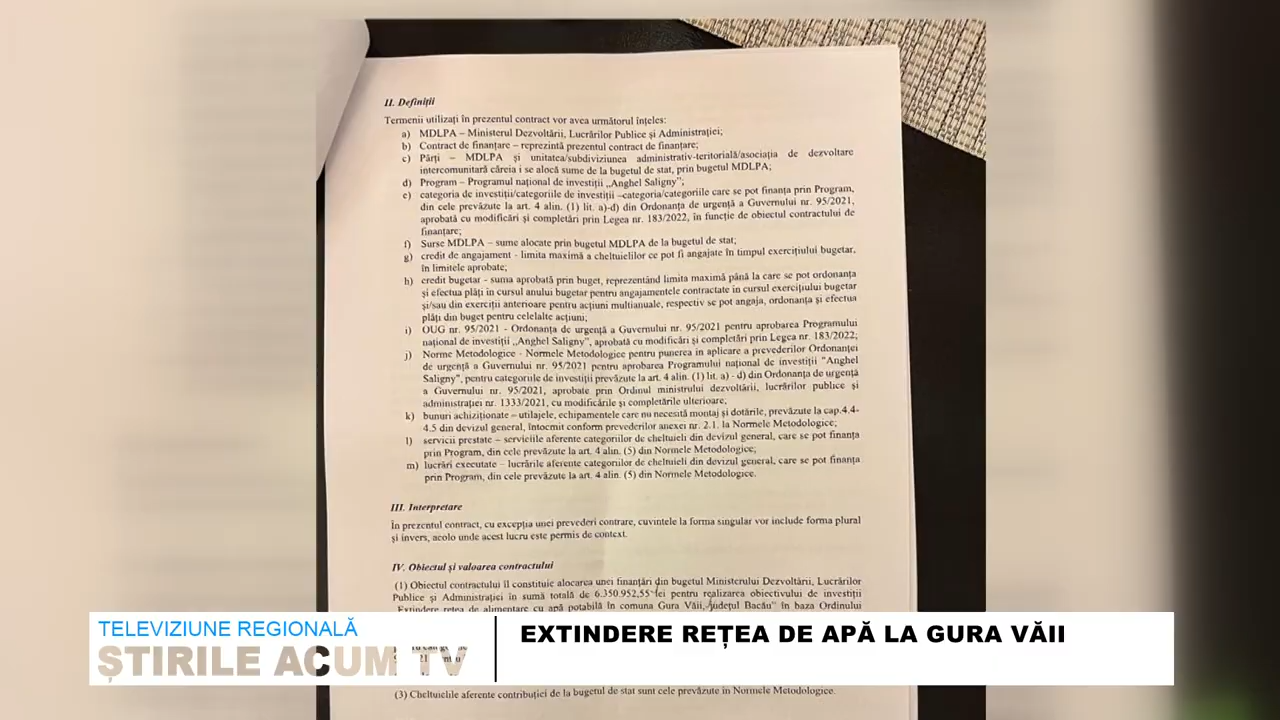 II. Definiții
Termenii utilizați în prezentul contract vor avea următorul înțeles:
a) MDLPA – Ministerul Dezvoltării, Lucrărilor Publice și Administrației;
b) Contract de finanțare – reprezintă prezentul contract de finanțare;
c) Părți – MDLPA și unitatea/subdiviziunea administrativ-teritorială/asociația de dezvoltare
intercomunitară căreia i se alocă sume de la bugetul de stat, prin bugetul MDLPA;
d) Program – Programul național de investiții „Anghel Saligny”;
e) categoria de investiții/categoriile de investiții –categoria/categoriile care se pot finanța prin Program,
din cele prevăzute la art. 4 alin. (1) lit. a)-d) din Ordonanța de urgență a Guvernului nr. 95/2021,
aprobată cu modificări și completări prin Legea nr. 183/2022, în funcție de obiectul contractului de
finanțare;
f) Surse MDLPA – sume alocate prin bugetul MDLPA de la bugetul de stat;
g) credit de angajament - limita maximă a cheltuielilor ce pot fi angajate în timpul exercițiului bugetar,
în limitele aprobate;
h) credit bugetar - suma aprobată prin buget, reprezentând limita maximă până la care se pot ordonanța
și efectua plăți în cursul anului bugetar pentru angajamentele contractate în cursul exercițiului bugetar
și/sau din exerciții anterioare pentru acțiuni multianuale, respectiv se pot angaja, ordonanța și efectua
plăți din buget pentru celelalte acțiuni;
i) OUG nr. 95/2021 - Ordonanța de urgență a Guvernului nr. 95/2021 pentru aprobarea Programului
național de investiții „Anghel Saligny”, aprobată cu modificări și completări prin Legea nr. 183/2022;
j) Norme Metodologice - Normele Metodologice pentru punerea în aplicare a prevederilor Ordonanței
de urgență a Guvernului nr. 95/2021 pentru aprobarea Programului național de investiții "Anghel
Saligny", pentru categoriile de investiții prevăzute la art. 4 alin. (1) lit. a) - d) din Ordonanța de urgență
a Guvernului nr. 95/2021, aprobate prin Ordinul ministrului dezvoltării, lucrărilor publice și
administrației nr. 1333/2021, cu modificările și completările ulterioare;
k) bunuri achiziționate – utilajele, echipamentele care nu necesită montaj și dotările, prevăzute la cap.4.4-
4.5 din devizul general, întocmit conform prevederilor anexei nr. 2.1. la Normele Metodologice;
l) servicii prestate – serviciile aferente categoriilor de cheltuieli din devizul general, care se pot finanța
prin Program, din cele prevăzute la art. 4 alin. (5) din Normele Metodologice;
m) lucrări executate – lucrările aferente categoriilor de cheltuieli din devizul general, care se pot finanța
prin Program, din cele prevăzute la art. 4 alin. (5) din Normele Metodologice.
III. Interpretare
În prezentul contract, cu excepția unei prevederi contrare, cuvintele la forma singular vor include forma plural
și invers, acolo unde acest lucru este permis de context.
IV. Obiectul și valoarea contractului
(1) Obiectul contractului îl constituie alocarea unei finanțări din bugetul Ministerului Dezvoltării, Lucrărilor
Publice și Administrației în sumă totală de 6.350.952,55 lei pentru realizarea obiectivului de investiții
Extindere rețea de alimentare cu apă potabilă în comuna Gura Văii, județul Bacău" în baza Ordinului
TELEVIZIUNE REGIONALĂ
ȘTIRILE ACUM TV
EXTINDERE REȚEA DE APĂ LA GURA VĂII
(3) Cheltuielile aferente contribuției de la bugetul de stat sunt cele prevăzute în Normele Metodologice.